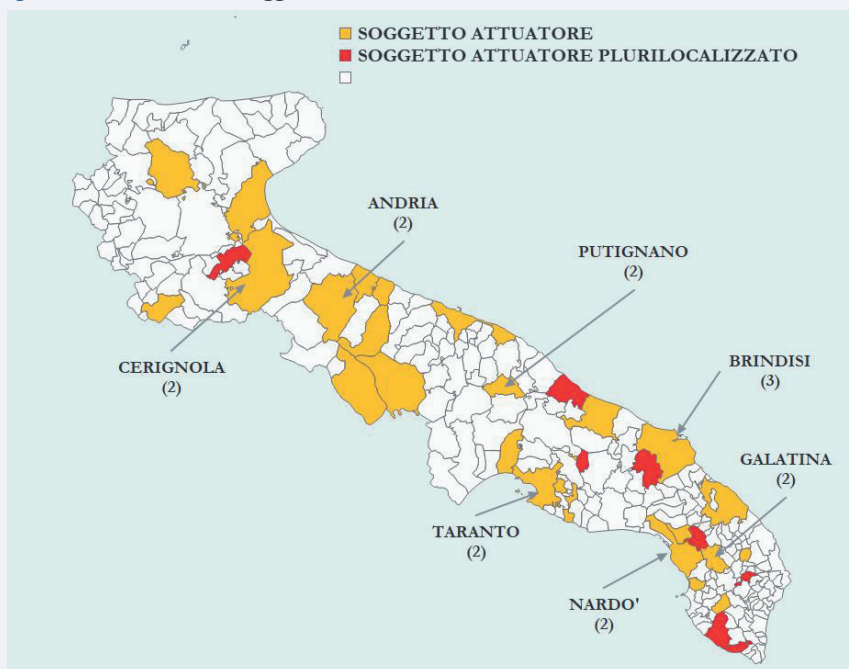 SOGGETTO ATTUATORE
SOGGETTO ATTUATORE PLURILOCALIZZATO
ANDRIA
(2)
PUTIGNANO
(2)
CERIGNOLA
(2)
BRINDISI
(3)
GALATINA
(2)
TARANTO
(2)
NARDO'
(2)